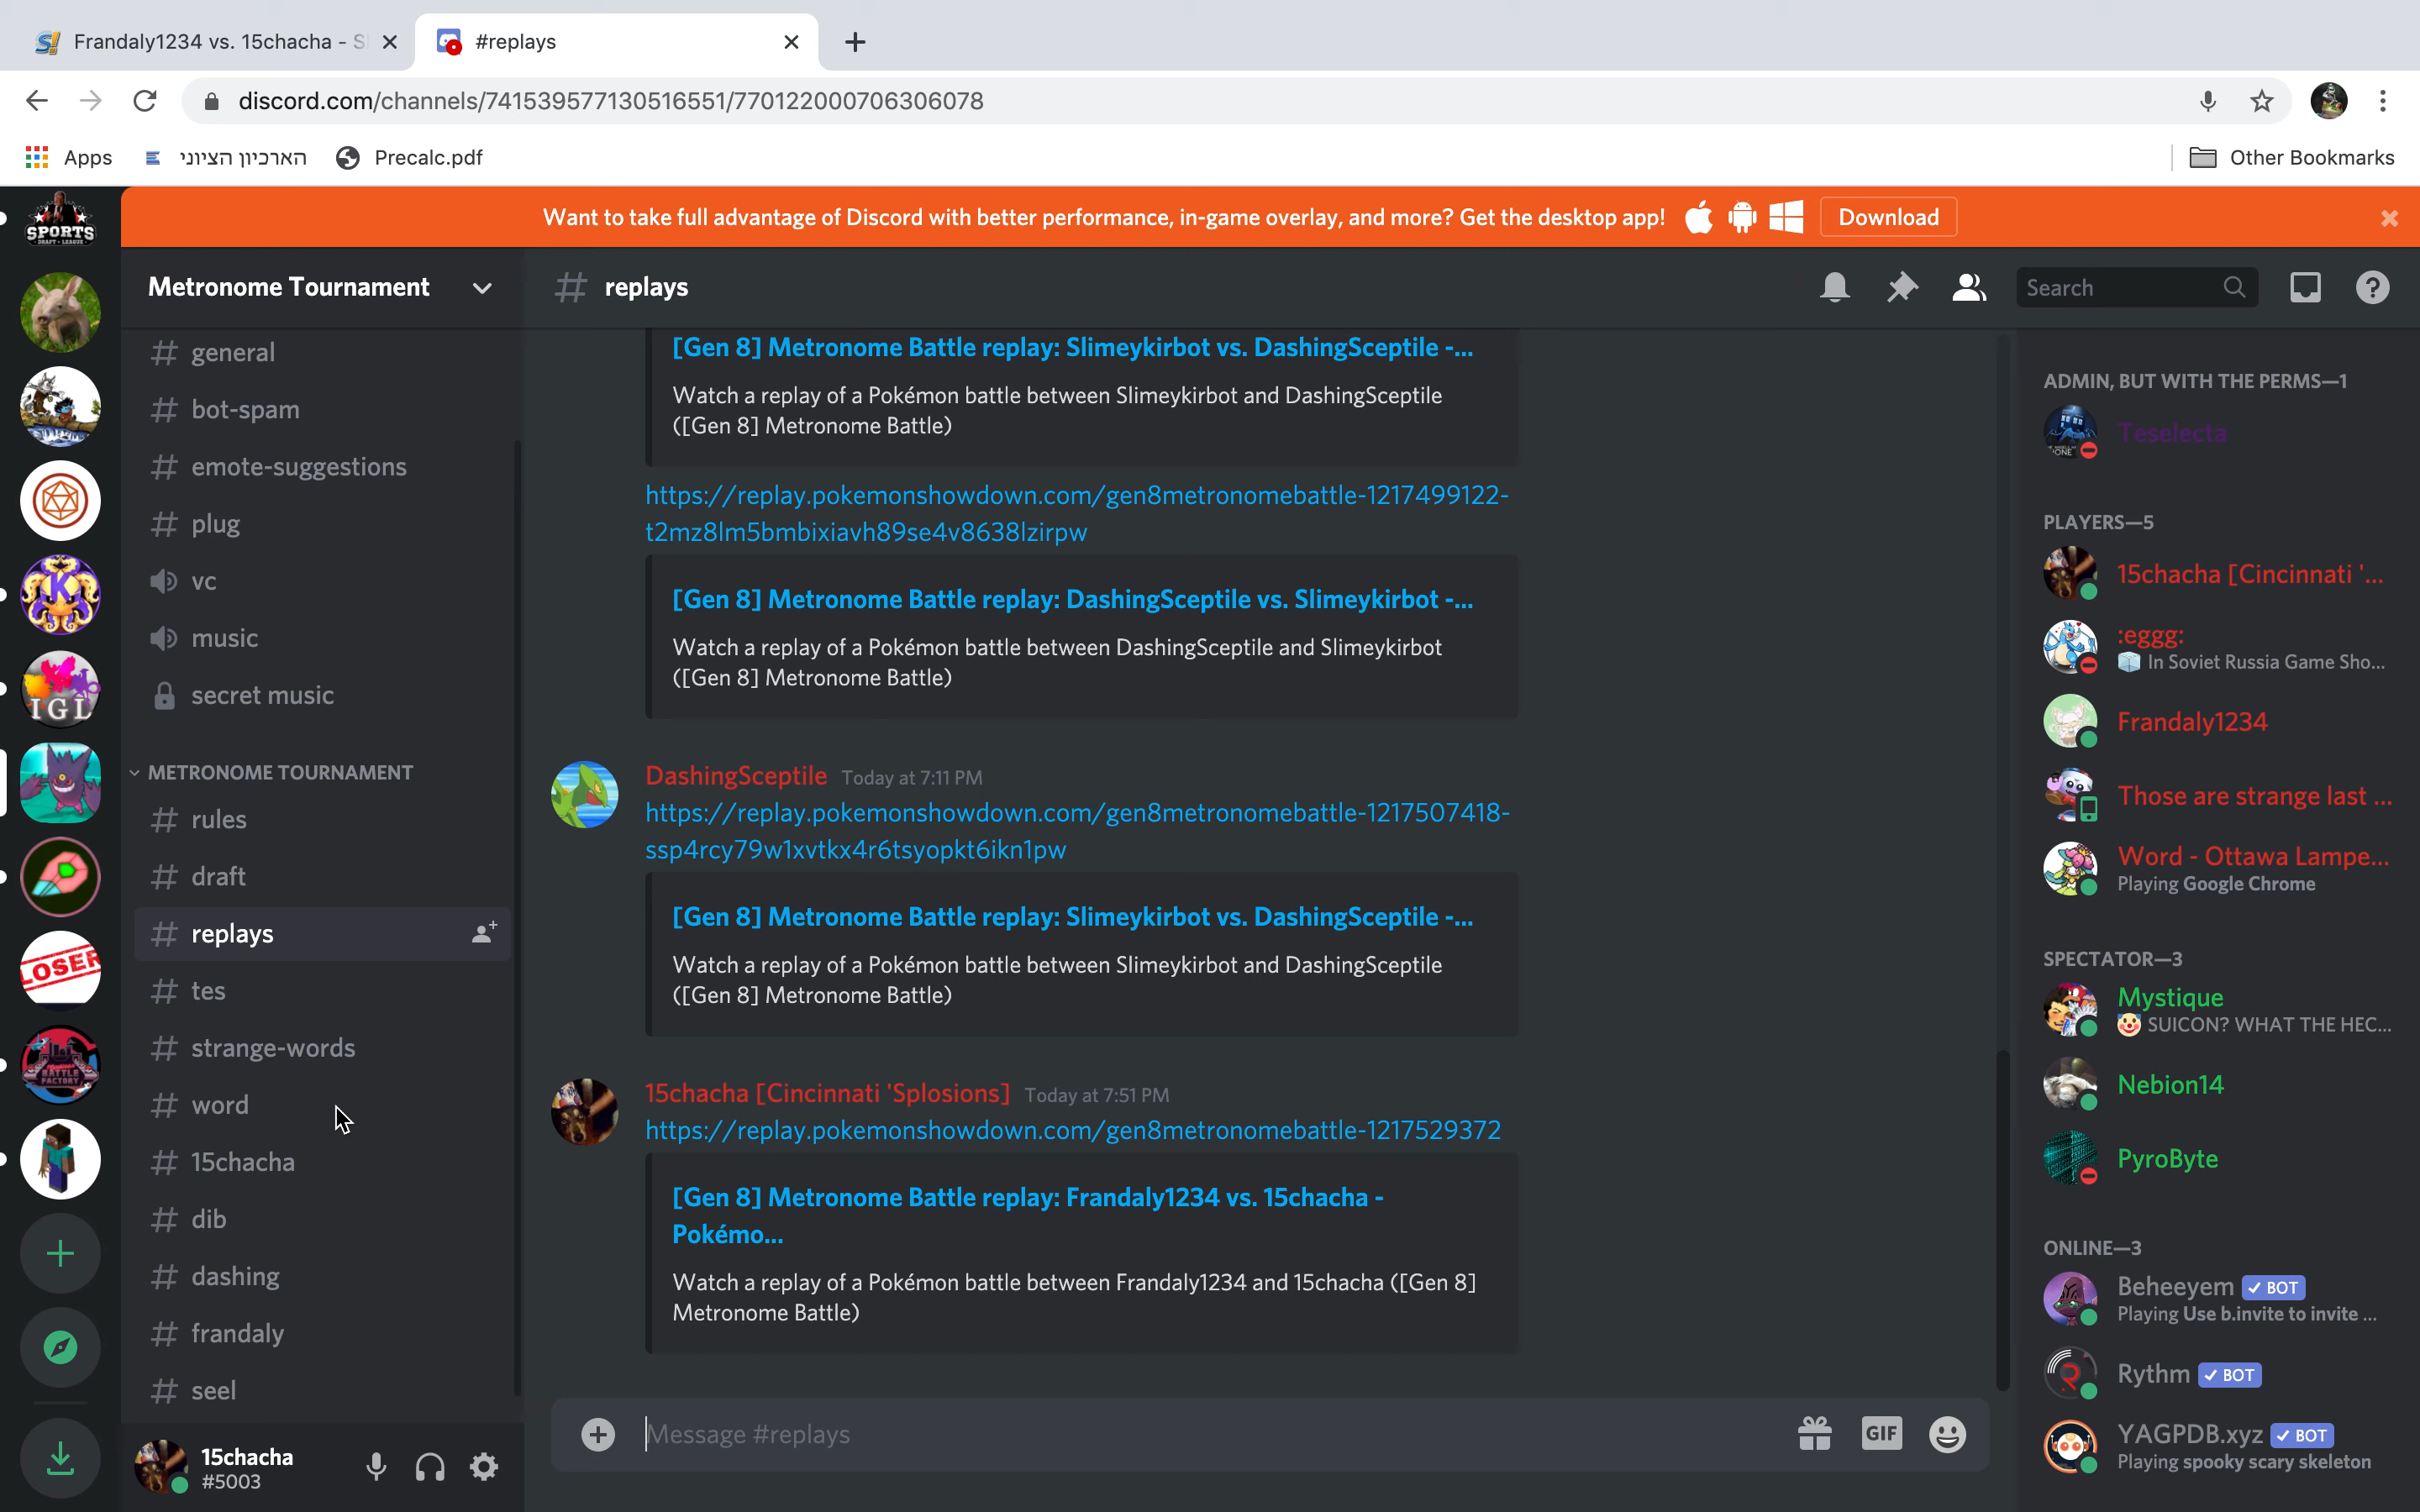 Frandaly1234 vs. 15chacha - S
#replays
discord.com/channels/741539577130516551/770122000706306078
Apps
הארכיון הציוני
Precalc.pdf
Other Bookmarks
SPORTS
DRAFT LEAGUE
Want to take full advantage of Discord with better performance, in-game overlay, and more? Get the desktop app!
Download
Metronome Tournament
general
bot-spam
emote-suggestions
plug
vc
music
secret music
METRONOME TOURNAMENT
rules
draft
replays
tes
strange-words
word
15chacha
dib
dashing
frandaly
seel
K
IGL
LOSER
BATTLE
FACTORY
15chacha
#5003
# replays
Search
[Gen 8] Metronome Battle replay: Slimeykirbot vs. DashingSceptile -...
Watch a replay of a Pokémon battle between Slimeykirbot and DashingSceptile
([Gen 8] Metronome Battle)
https://replay.pokemonshowdown.com/gen8metronomebattle-1217499122-
t2mz8lm5bmbixiavh89se4v8638lzirpw
[Gen 8] Metronome Battle replay: DashingSceptile vs. Slimeykirbot -...
Watch a replay of a Pokémon battle between DashingSceptile and Slimeykirbot
([Gen 8] Metronome Battle)
DashingSceptile Today at 7:11 PM
https://replay.pokemonshowdown.com/gen8metronomebattle-1217507418-
ssp4rcy79w1xvtkx4r6tsyopkt6ikn1pw
[Gen 8] Metronome Battle replay: Slimeykirbot vs. DashingSceptile -...
Watch a replay of a Pokémon battle between Slimeykirbot and DashingSceptile
([Gen 8] Metronome Battle)
15chacha [Cincinnati 'Splosions] Today at 7:51 PM
https://replay.pokemonshowdown.com/gen8metronomebattle-1217529372
[Gen 8] Metronome Battle replay: Frandaly1234 vs. 15chacha -
Pokémo...
Watch a replay of a Pokémon battle between Frandaly1234 and 15chacha ([Gen 8]
Metronome Battle)
Message #replays
GIF
ADMIN, BUT WITH THE PERMS—1
Teselecta
PLAYERS—5
15chacha [Cincinnati '...
:eggg:
In Soviet Russia Game Sho...
Frandaly1234
Those are strange last ...
Word - Ottawa Lampe...
Playing Google Chrome
SPECTATOR—3
Mystique
SUICON? WHAT THE HEC...
Nebion14
PyroByte
ONLINE—3
Beheeyem ✓ BOT
Playing Use b.invite to invite ...
Rythm ✓ BOT
YAGPDB.xyz ✓ BOT
Playing spooky scary skeleton